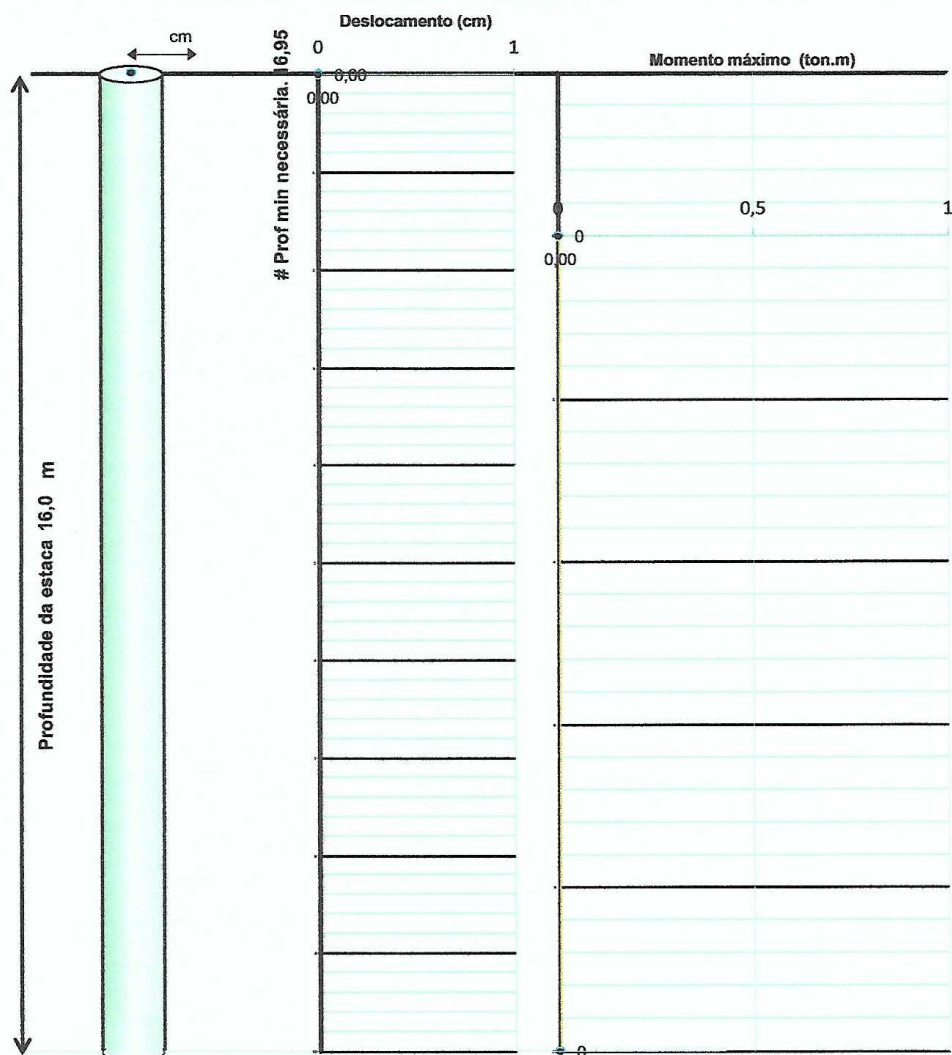 Deslocamento (cm)
cm
0
1
Momento máximo (ton.m)
# Prof min necessária. 16,95
0,00
0,00
0
0,5
1
0
0,00
Profundidade da estaca 16,0 m
0